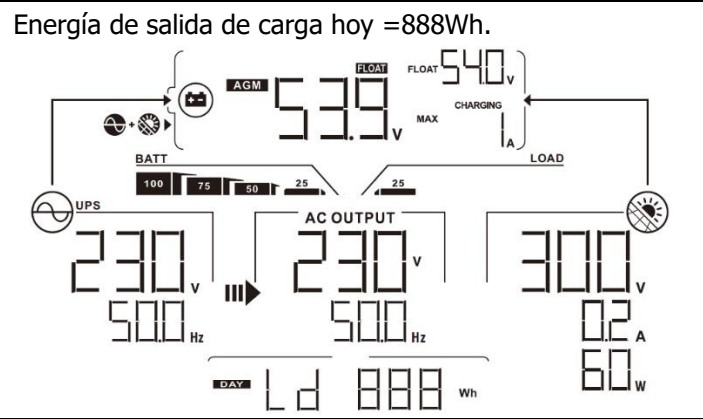 Energía de salida de carga hoy =888Wh.
FLOAT
AGM 53.9 V
FLOAT 54.0 V
MAX CHARGING 1 A
BATT LOAD
100 75 50 25 25
UPS AC OUTPUT
230 V 230 V 300 V
50.0 Hz 50.0 Hz 0.2 A
60 W
DAY Ld 888 Wh